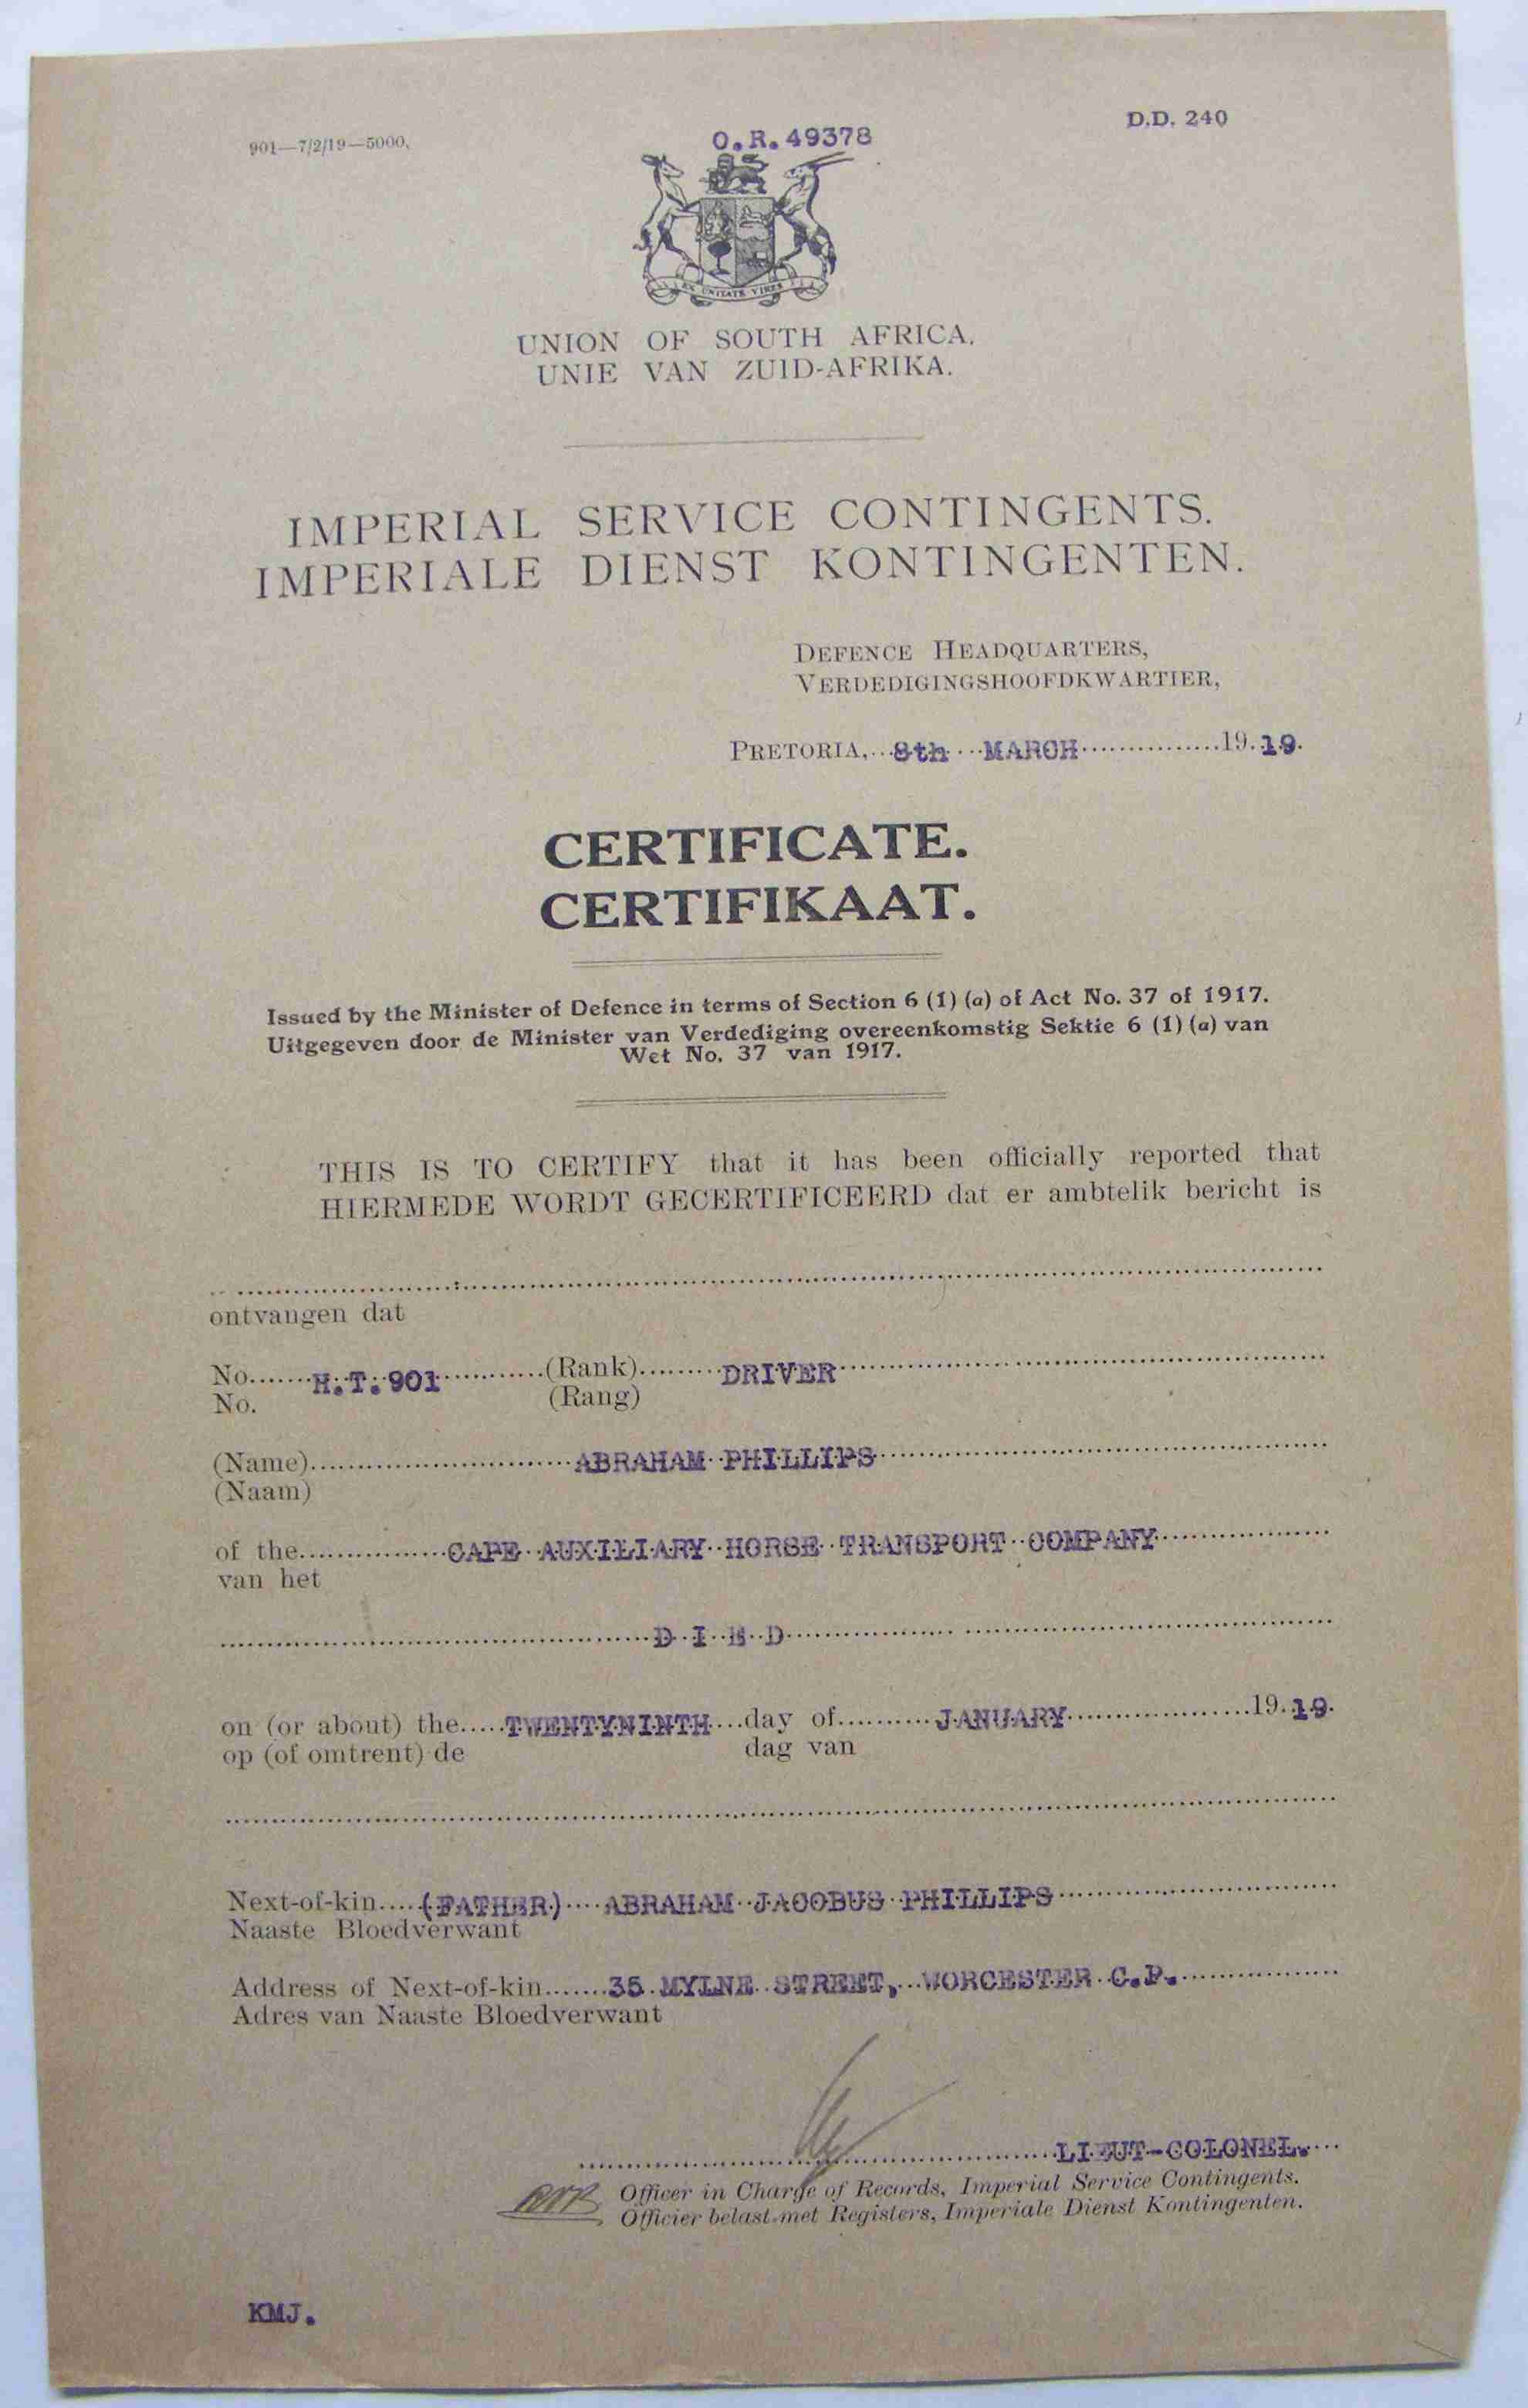 D.D. 240
901—7/2/19—5000.
O.R. 49378
EX UNITATE VIRES
UNION OF SOUTH AFRICA.
UNIE VAN ZUID-AFRIKA.
IMPERIAL SERVICE CONTINGENTS.
IMPERIALE DIENST KONTINGENTEN.
DEFENCE HEADQUARTERS,
VERDEDIGINGSHOOFDKWARTIER,
PRETORIA, 8th MARCH 19.19.
CERTIFICATE.
CERTIFIKAAT.
Issued by the Minister of Defence in terms of Section 6 (1) (a) of Act No. 37 of 1917.
Uitgegeven door de Minister van Verdediging overeenkomstig Sektie 6 (1) (a) van
Wet No. 37 van 1917.
THIS IS TO CERTIFY that it has been officially reported that
HIERMEDE WORDT GECERTIFICEERD dat er ambtelik bericht is
ontvangen dat
No. H.T. 901 (Rank) DRIVER
No. (Rang)
(Name) ABRAHAM PHILLIPS
(Naam)
of the CAPE AUXILIARY HORSE TRANSPORT COMPANY
van het
D I E D
on (or about) the TWENTYNINTH day of JANUARY 19.19.
op (of omtrent) de dag van
Next-of-kin (FATHER) ABRAHAM JACOBUS PHILLIPS
Naaste Bloedverwant
Address of Next-of-kin 35 MYLNE STREET, WORCESTER C.P.
Adres van Naaste Bloedverwant
LIEUT-COLONEL.
Officer in Charge of Records, Imperial Service Contingents.
Officier belast met Registers, Imperiale Dienst Kontingenten.
KMJ.